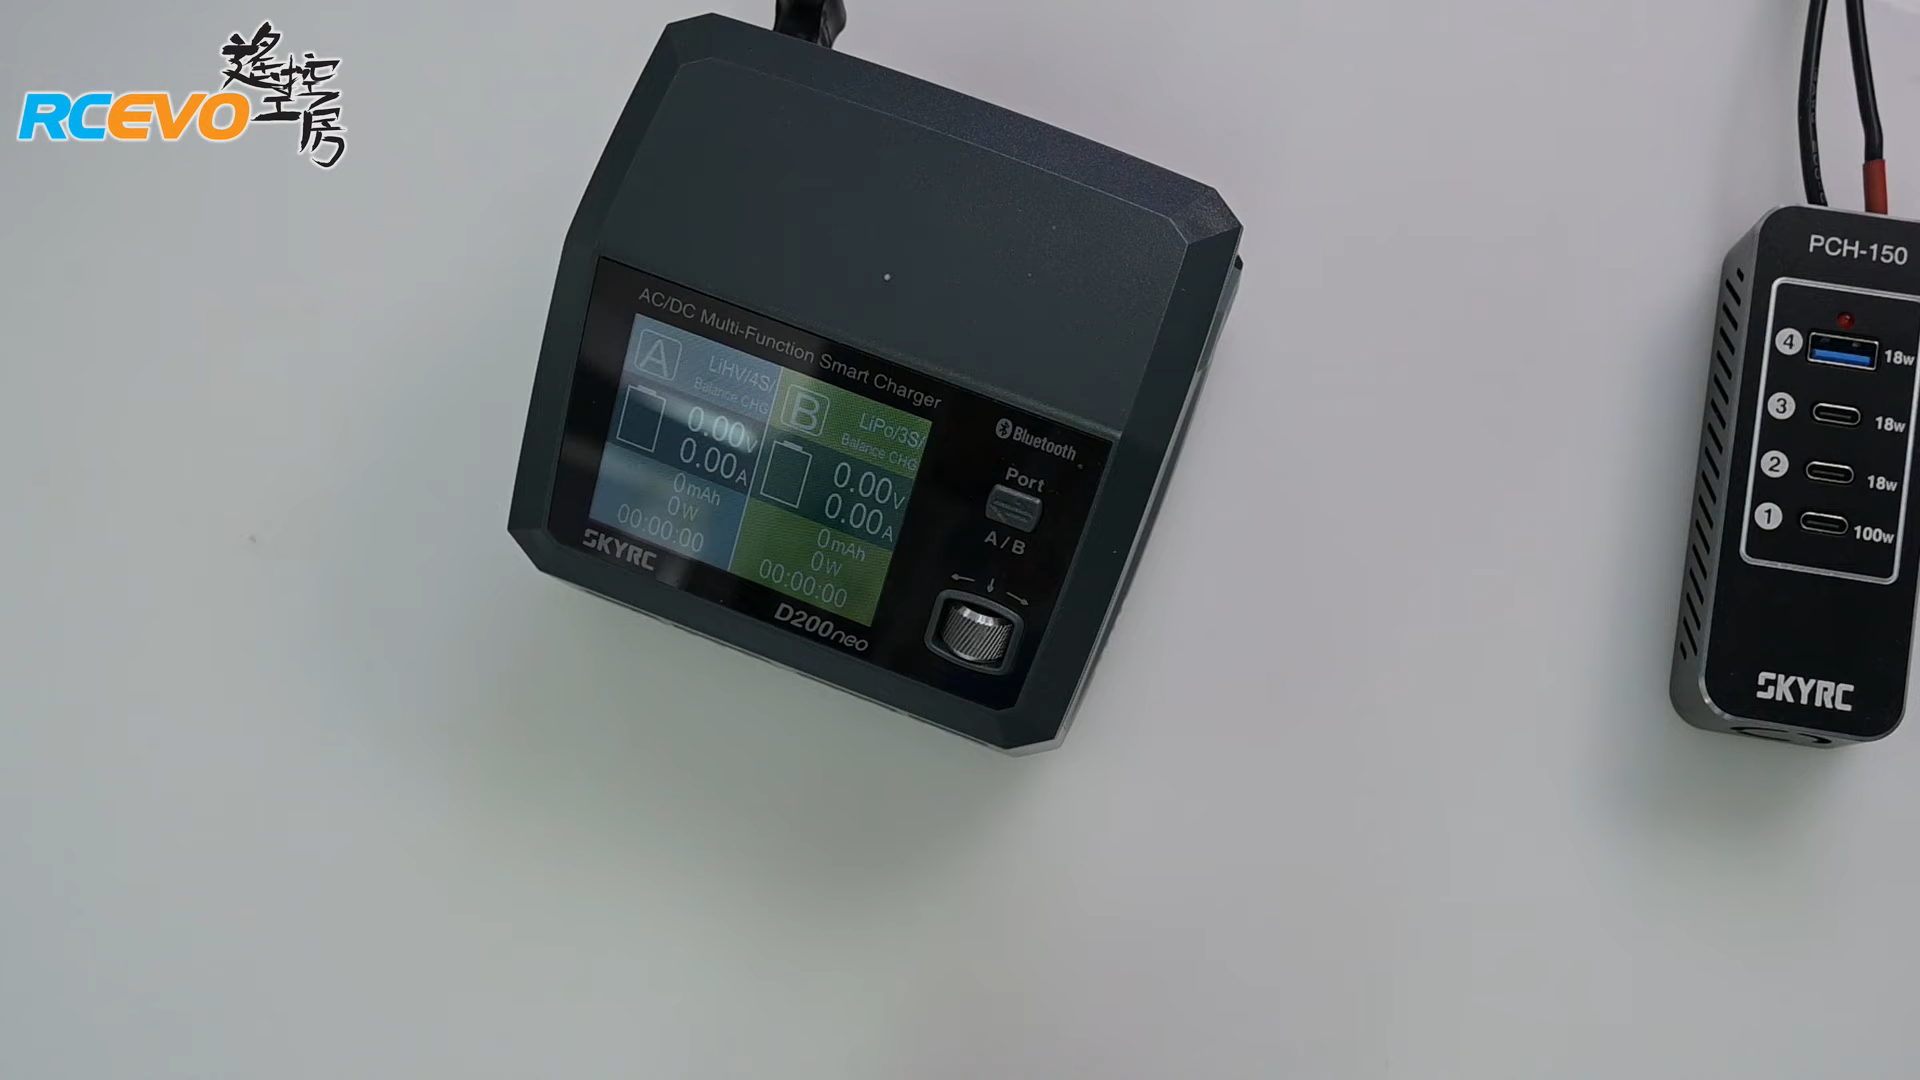 RCEVO
遙控工房
AC/DC Multi-Function Smart Charger
A
LiHV/4S/
Balance CHG
0.00V
0.00A
0mAh
0W
00:00:00
B
LiPo/3S/
Balance CHG
0.00V
0.00A
0mAh
0W
00:00:00
SKYRC
D200neo
Bluetooth
Port
A/B
PCH-150
4 18w
3 18w
2 18w
1 100w
SKYRC